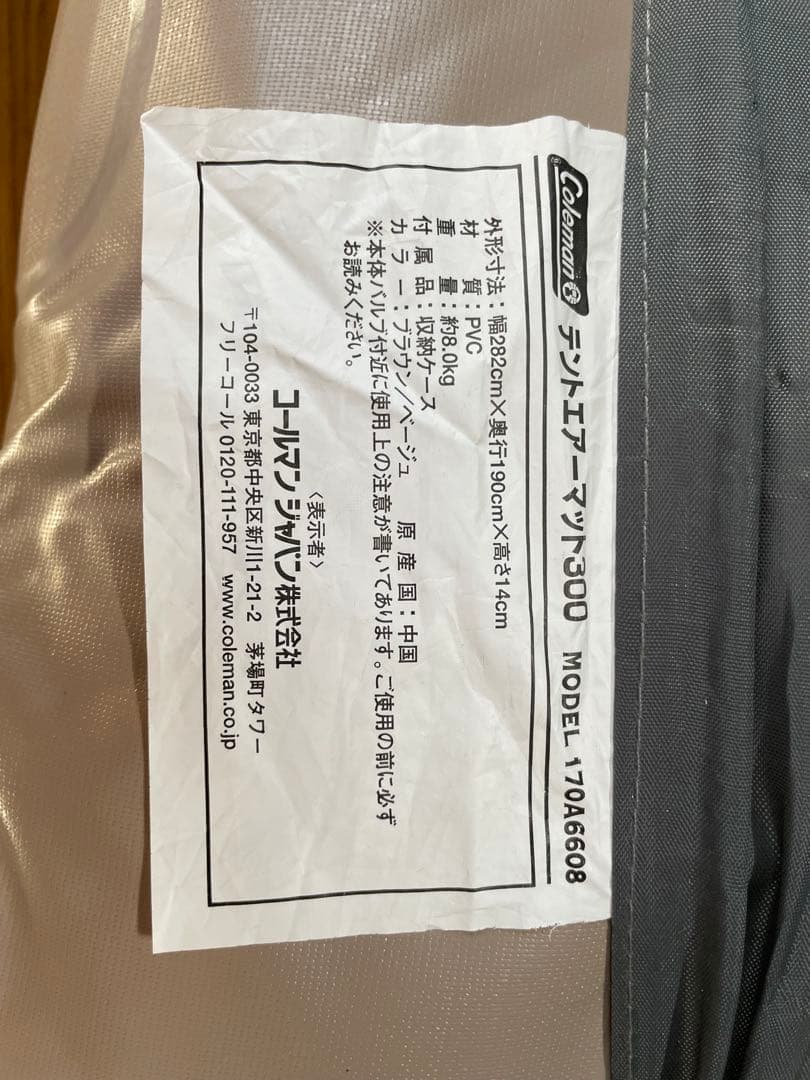 Coleman テントエアーマット300 MODEL 170A6608
外形寸法：幅282cm×奥行190cm×高さ14cm
材 質：PVC
重 量：約8.0kg
付 属 品：収納ケース
カ ラ ー：ブラウン／ベージュ 原 産 国：中国
※本体バルブ付近に使用上の注意が書いてあります。ご使用の前に必ず
お読みください。
〈表示者〉
コールマン ジャパン株式会社
〒104-0033 東京都中央区新川1-21-2 茅場町タワー
フリーコール 0120-111-957 www.coleman.co.jp